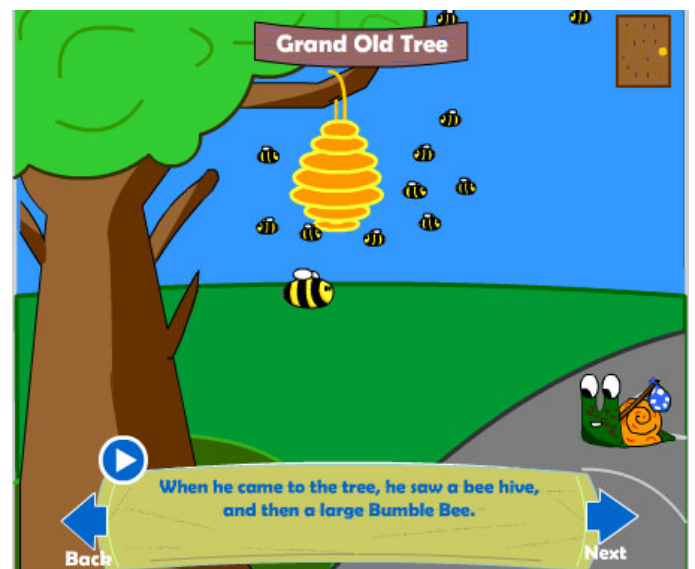 Grand Old Tree
When he came to the tree, he saw a bee hive,
and then a large Bumble Bee.
Back
Next